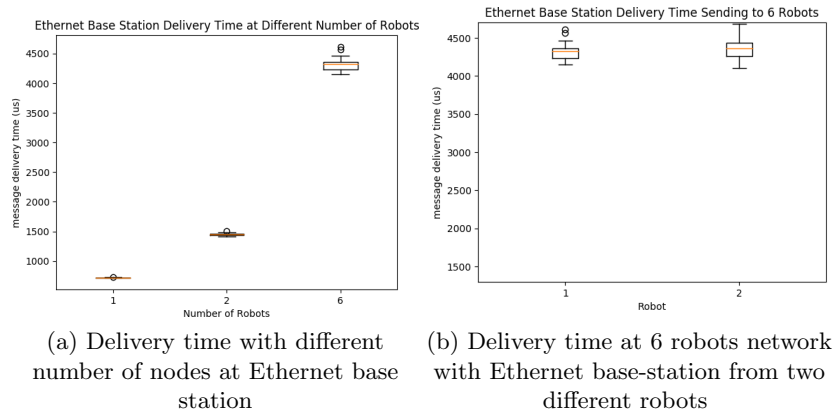 Ethernet Base Station Delivery Time at Different Number of Robots
message delivery time (us)
4500
4000
3500
3000
2500
2000
1500
1000
1
2
6
Number of Robots
Ethernet Base Station Delivery Time Sending to 6 Robots
message delivery time (us)
4500
4000
3500
3000
2500
2000
1500
1
2
Robot
(a) Delivery time with different
number of nodes at Ethernet base
station
(b) Delivery time at 6 robots network
with Ethernet base-station from two
different robots